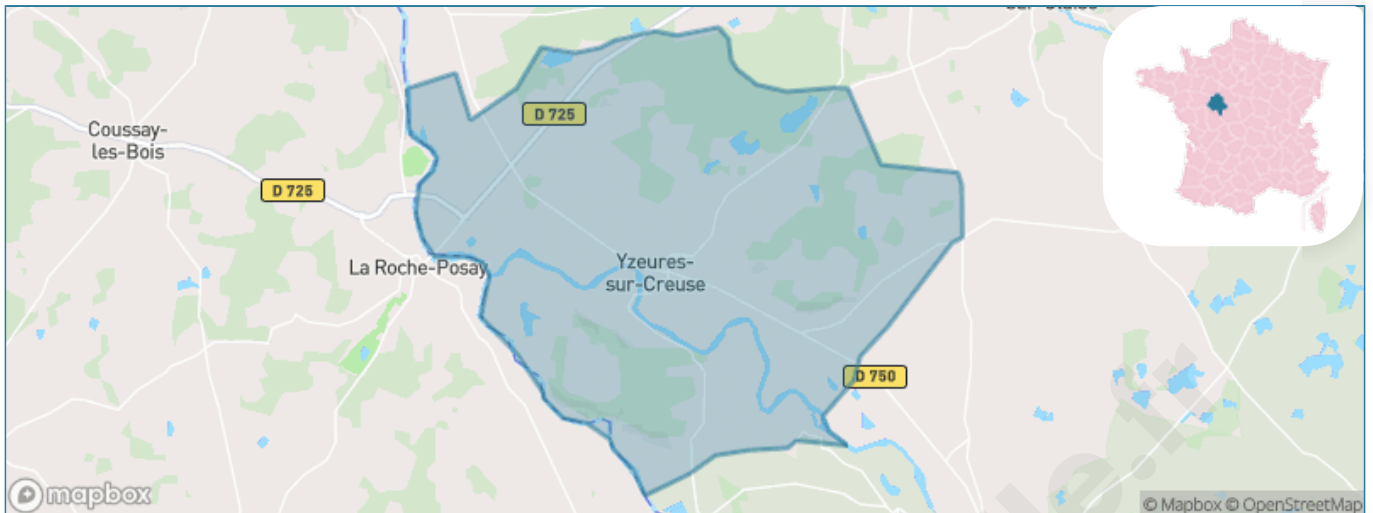 D 725
Coussay-
les-Bois
D 725
La Roche-Posay
Yzeures-
sur-Creuse
D 750
mapbox
© Mapbox © OpenStreetMap